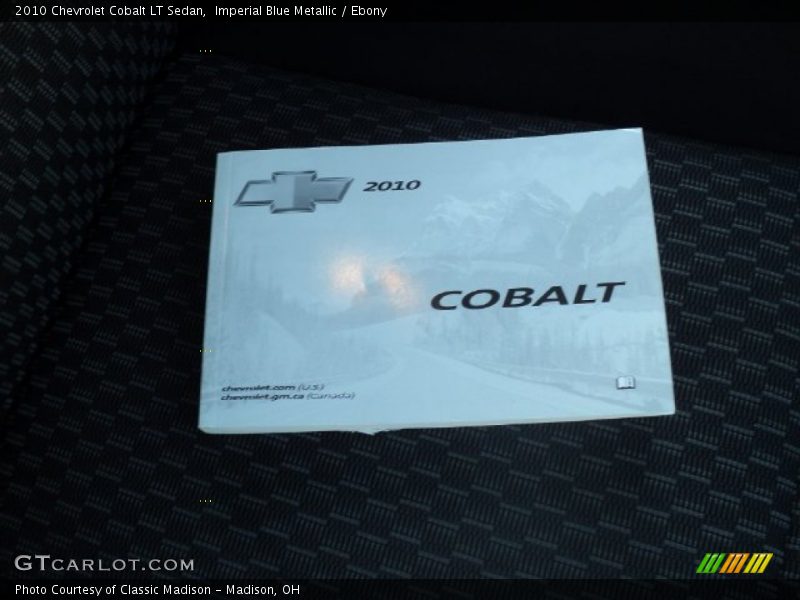 2010 Chevrolet Cobalt LT Sedan,  Imperial Blue Metallic / Ebony
2010
COBALT
chevrolet.com (U.S.)
chevrolet.gm.ca (Canada)
GTCARLOT.COM
Photo Courtesy of Classic Madison - Madison, OH